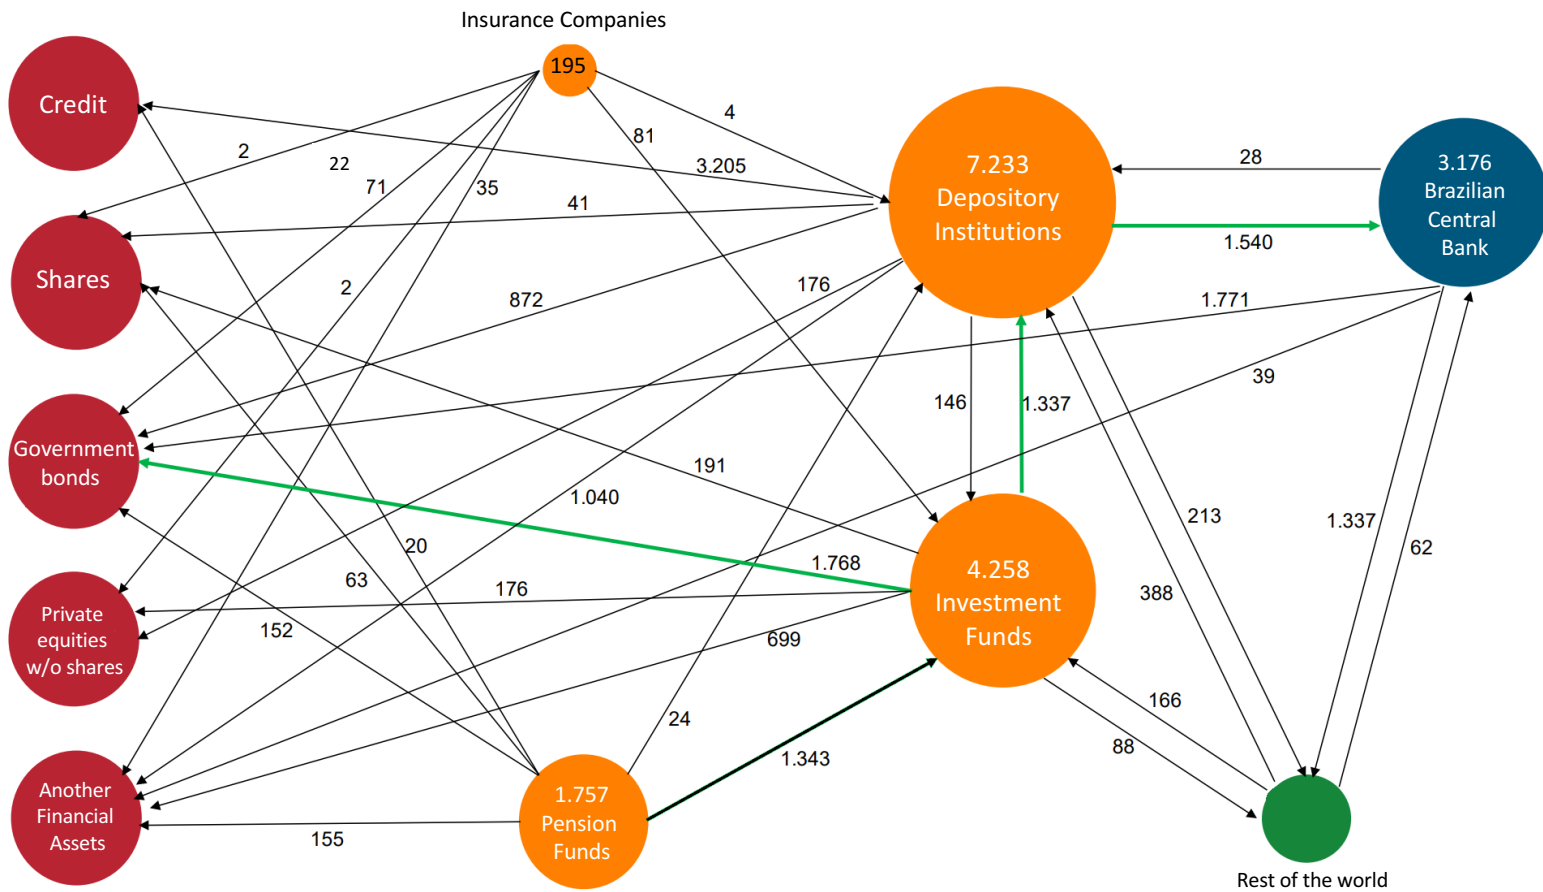 Insurance Companies
195
Credit
4
81
2
22
3.205
7.233
Depository
Institutions
28
3.176
Brazilian
Central
Bank
71
35
41
1.540
Shares
2
872
176
1.771
39
146
1.337
Government
bonds
191
1.040
213
1.337
62
20
1.768
4.258
Investment
Funds
63
176
388
Private
equities
w/o shares
152
699
166
24
88
1.343
Another
Financial
Assets
1.757
Pension
Funds
155
Rest of the world